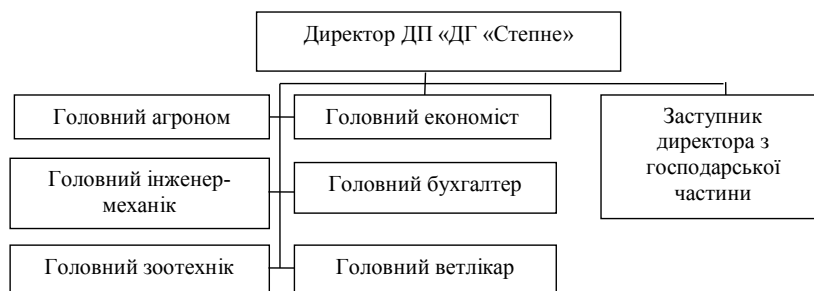 Директор ДП «ДГ «Степне»
Головний агроном
Головний економіст
Заступник
директора з
господарської
частини
Головний інженер-
механік
Головний бухгалтер
Головний зоотехнік
Головний ветлікар